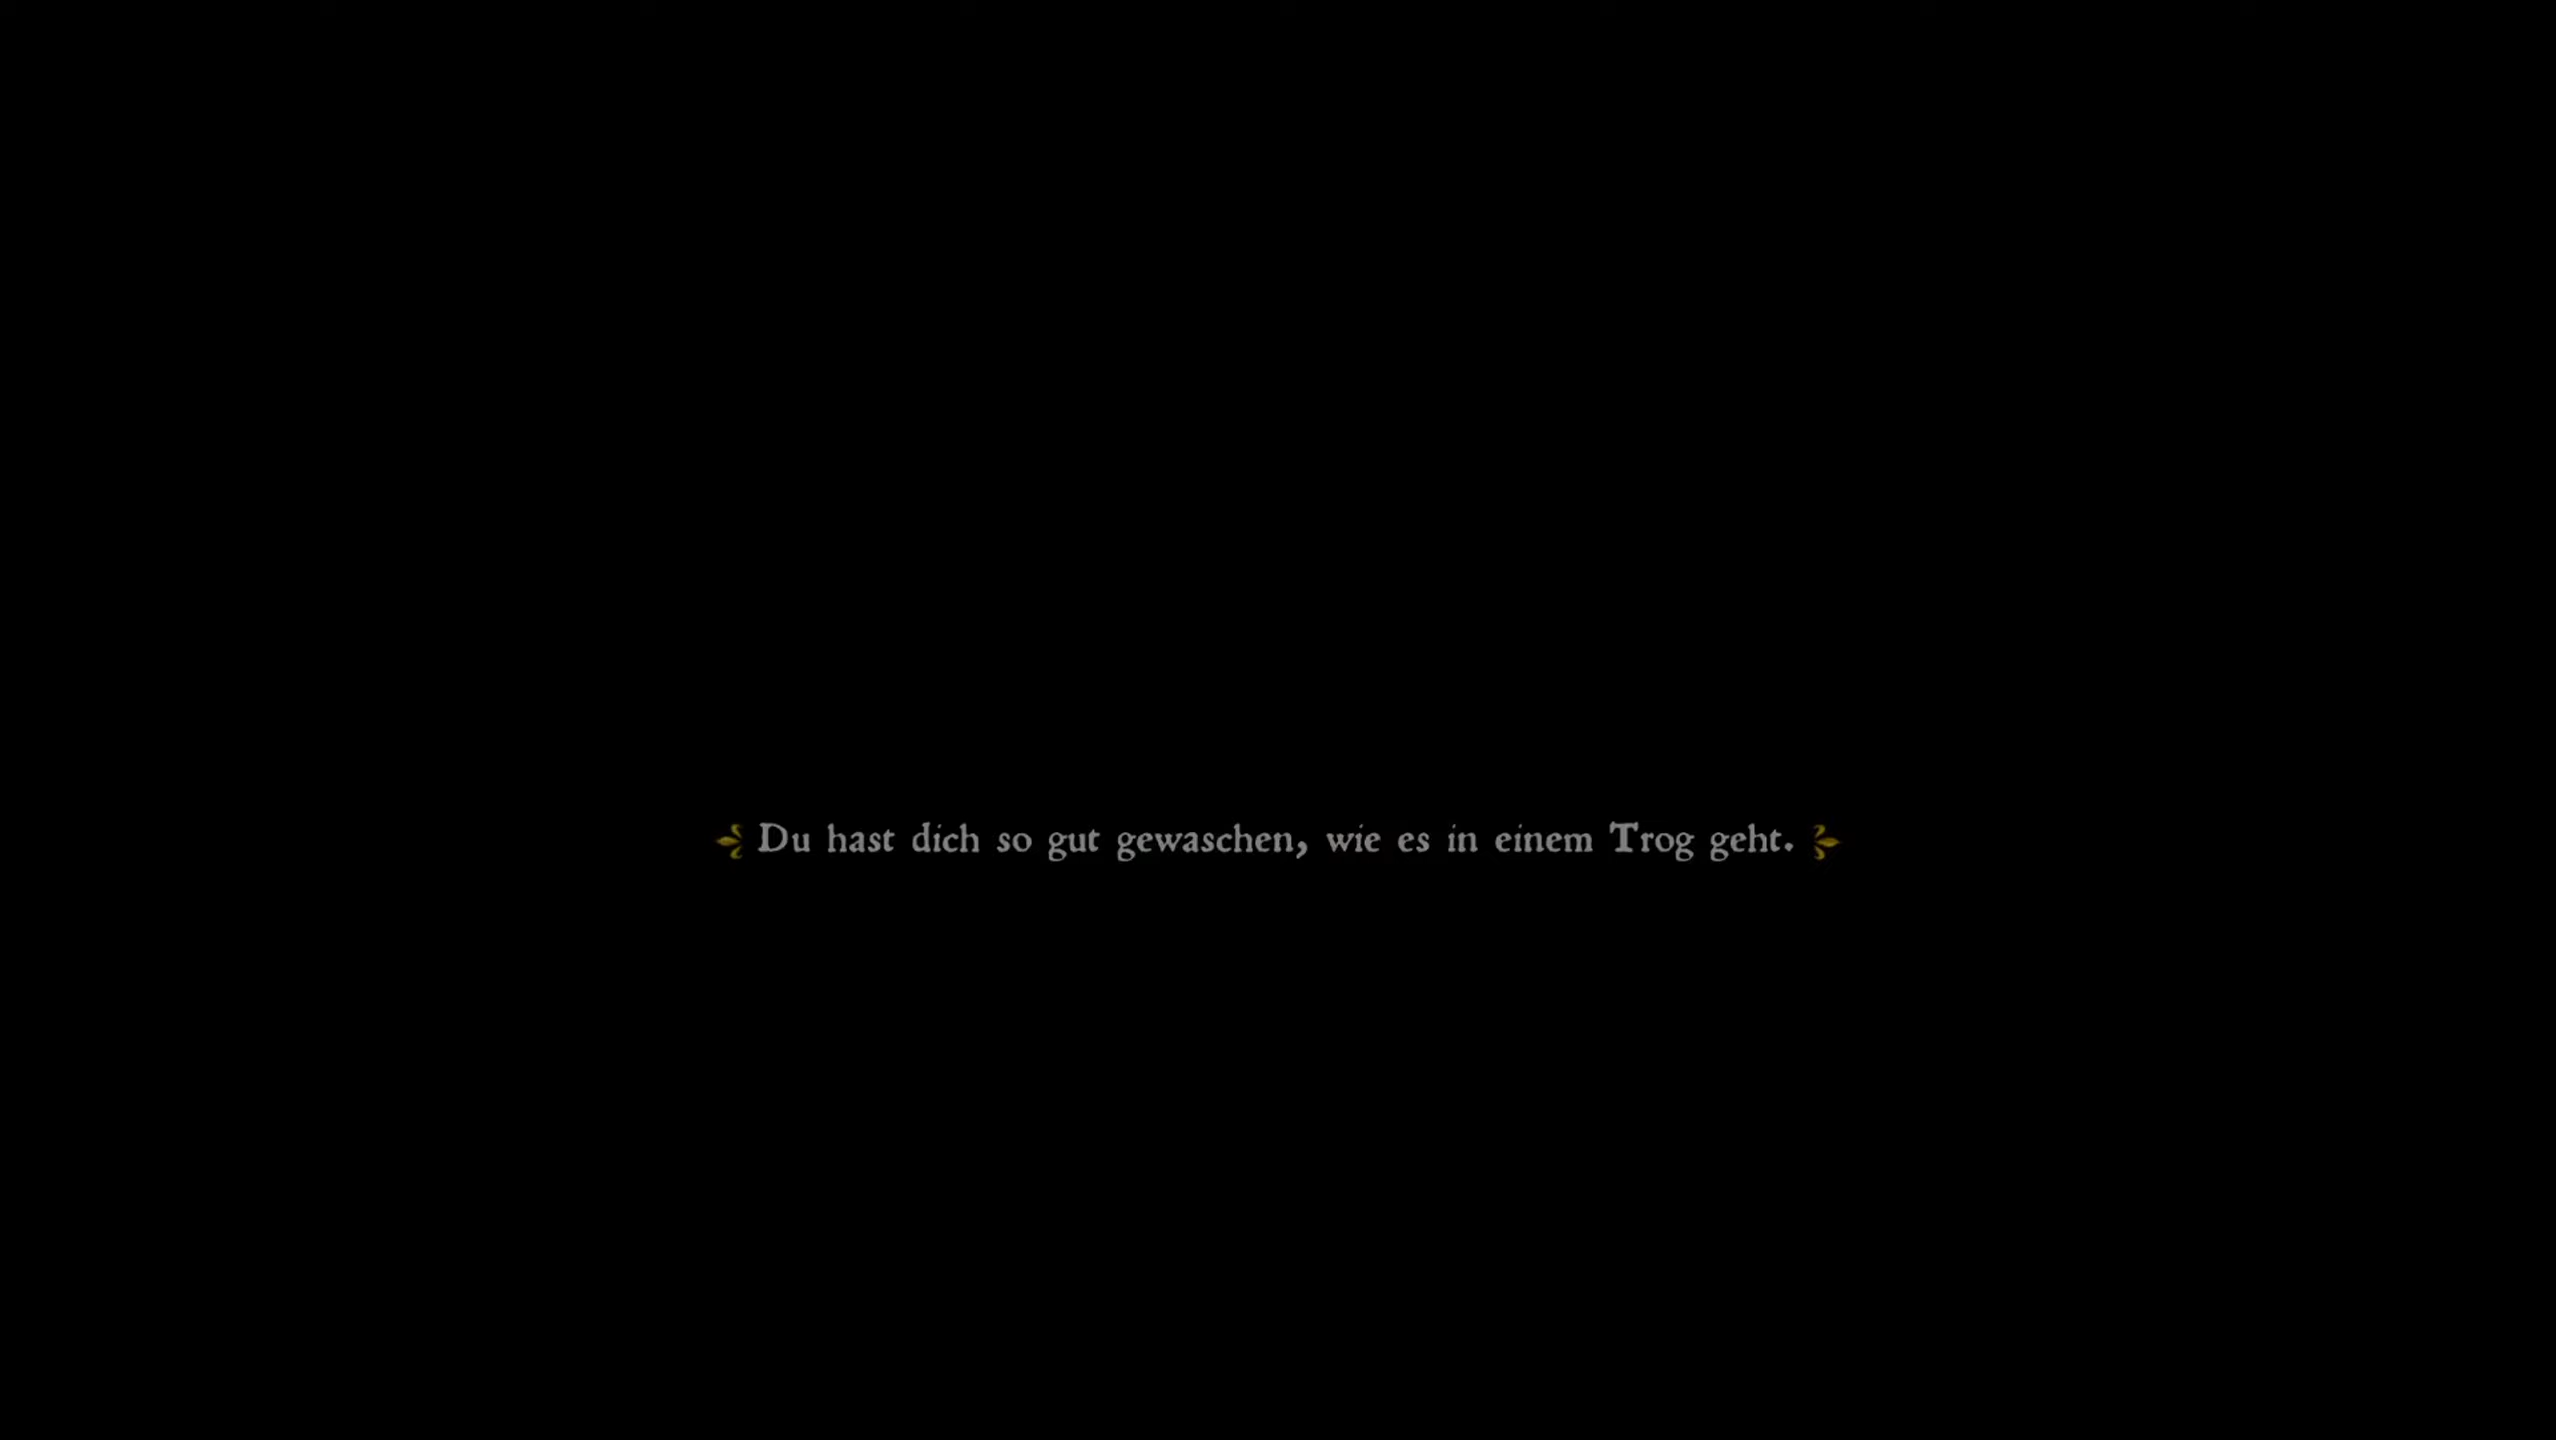 Du hast dich so gut gewaschen, wie es in einem Trog geht.